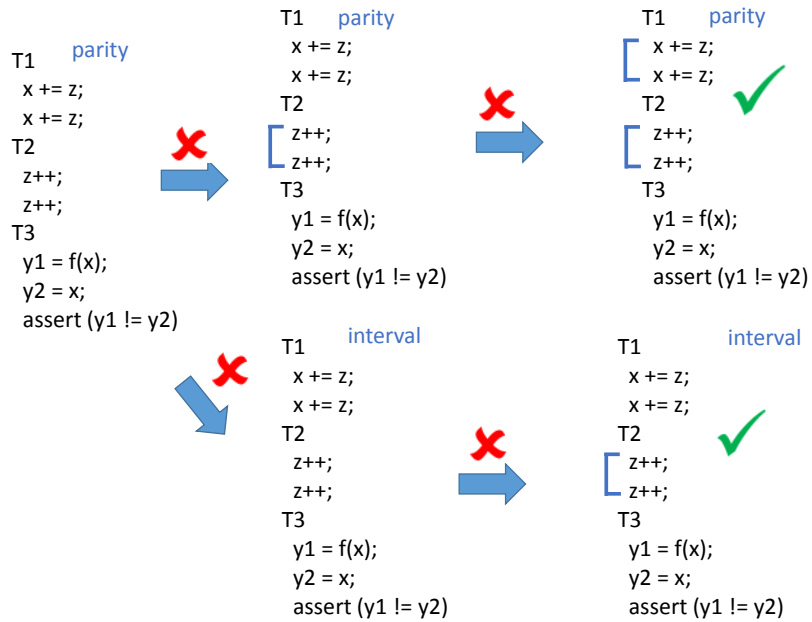 parity
T1
x += z;
x += z;
T2
z++;
z++;
T3
y1 = f(x);
y2 = x;
assert (y1 != y2)
T1 parity
x += z;
x += z;
T2
z++;
z++;
T3
y1 = f(x);
y2 = x;
assert (y1 != y2)
T1 parity
x += z;
x += z;
T2
z++;
z++;
T3
y1 = f(x);
y2 = x;
assert (y1 != y2)
interval
T1
x += z;
x += z;
T2
z++;
z++;
T3
y1 = f(x);
y2 = x;
assert (y1 != y2)
interval
T1
x += z;
x += z;
T2
z++;
z++;
T3
y1 = f(x);
y2 = x;
assert (y1 != y2)